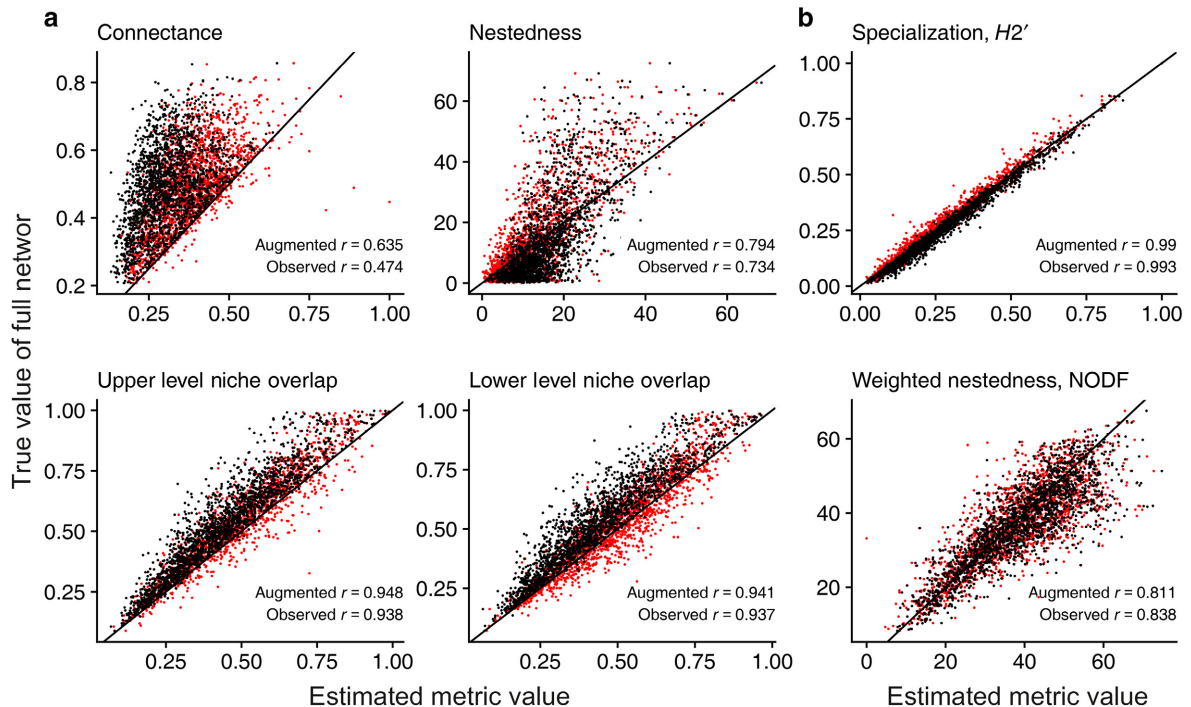 a
b
Connectance
Nestedness
Specialization, H2′
True value of full networ
0.8
0.6
0.4
0.2
Augmented r = 0.635
Observed r = 0.474
0.25 0.50 0.75 1.00
60
40
20
0
Augmented r = 0.794
Observed r = 0.734
0 20 40 60
1.00
0.75
0.50
0.25
0.00
Augmented r = 0.99
Observed r = 0.993
0.00 0.25 0.50 0.75 1.00
Upper level niche overlap
Lower level niche overlap
Weighted nestedness, NODF
1.00
0.75
0.50
0.25
Augmented r = 0.948
Observed r = 0.938
0.25 0.50 0.75 1.00
1.00
0.75
0.50
0.25
Augmented r = 0.941
Observed r = 0.937
0.25 0.50 0.75 1.00
60
40
20
Augmented r = 0.811
Observed r = 0.838
0 20 40 60
Estimated metric value
Estimated metric value